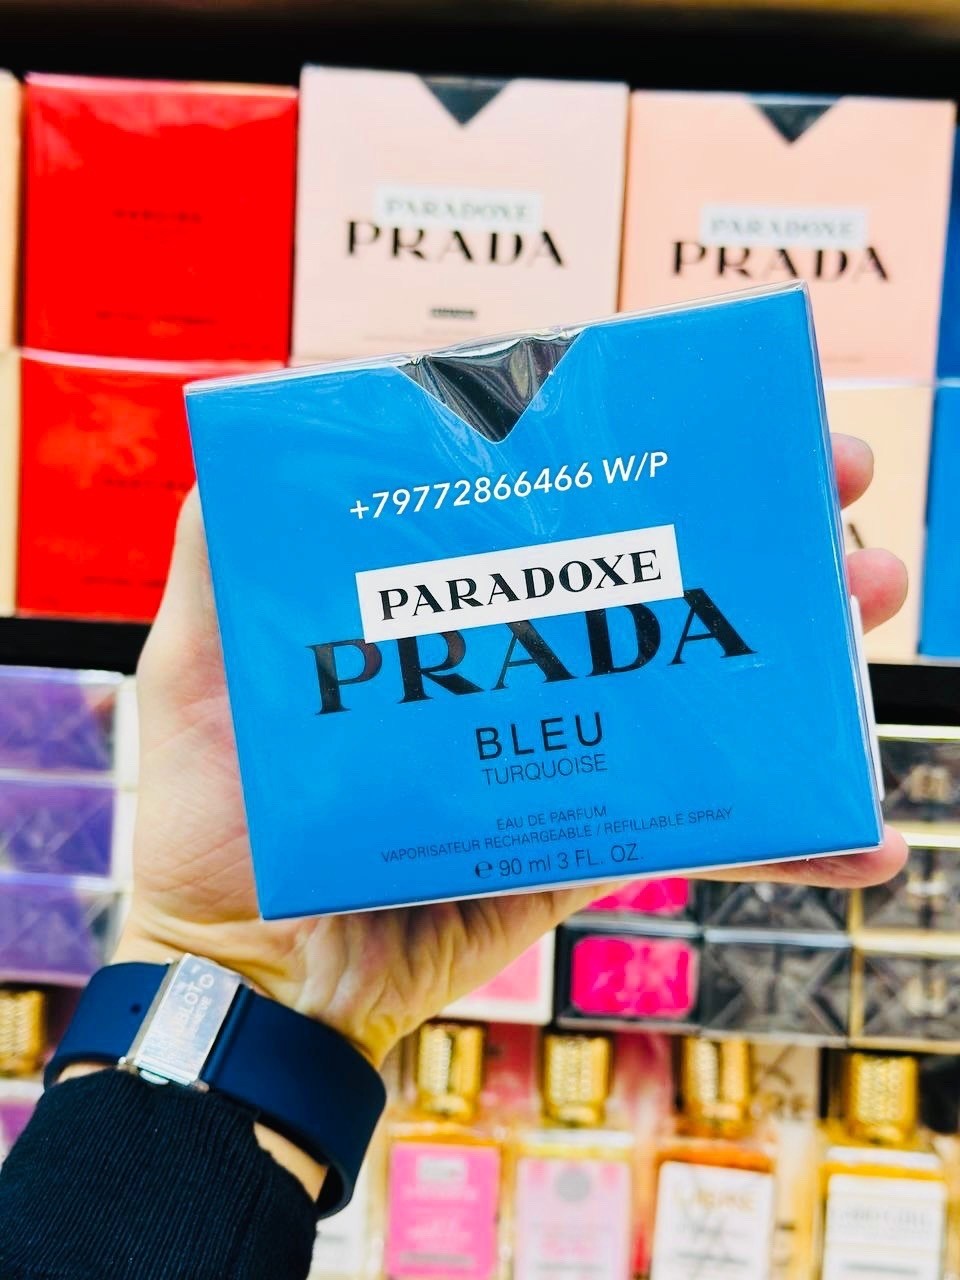 PARADOXE
PRADA
PARADOXE
PRADA
+79772866466 W/P
PARADOXE
PRADA
BLEU
TURQUOISE
EAU DE PARFUM
VAPORISATEUR RECHARGEABLE / REFILLABLE SPRAY
℮ 90 ml 3 FL. OZ.